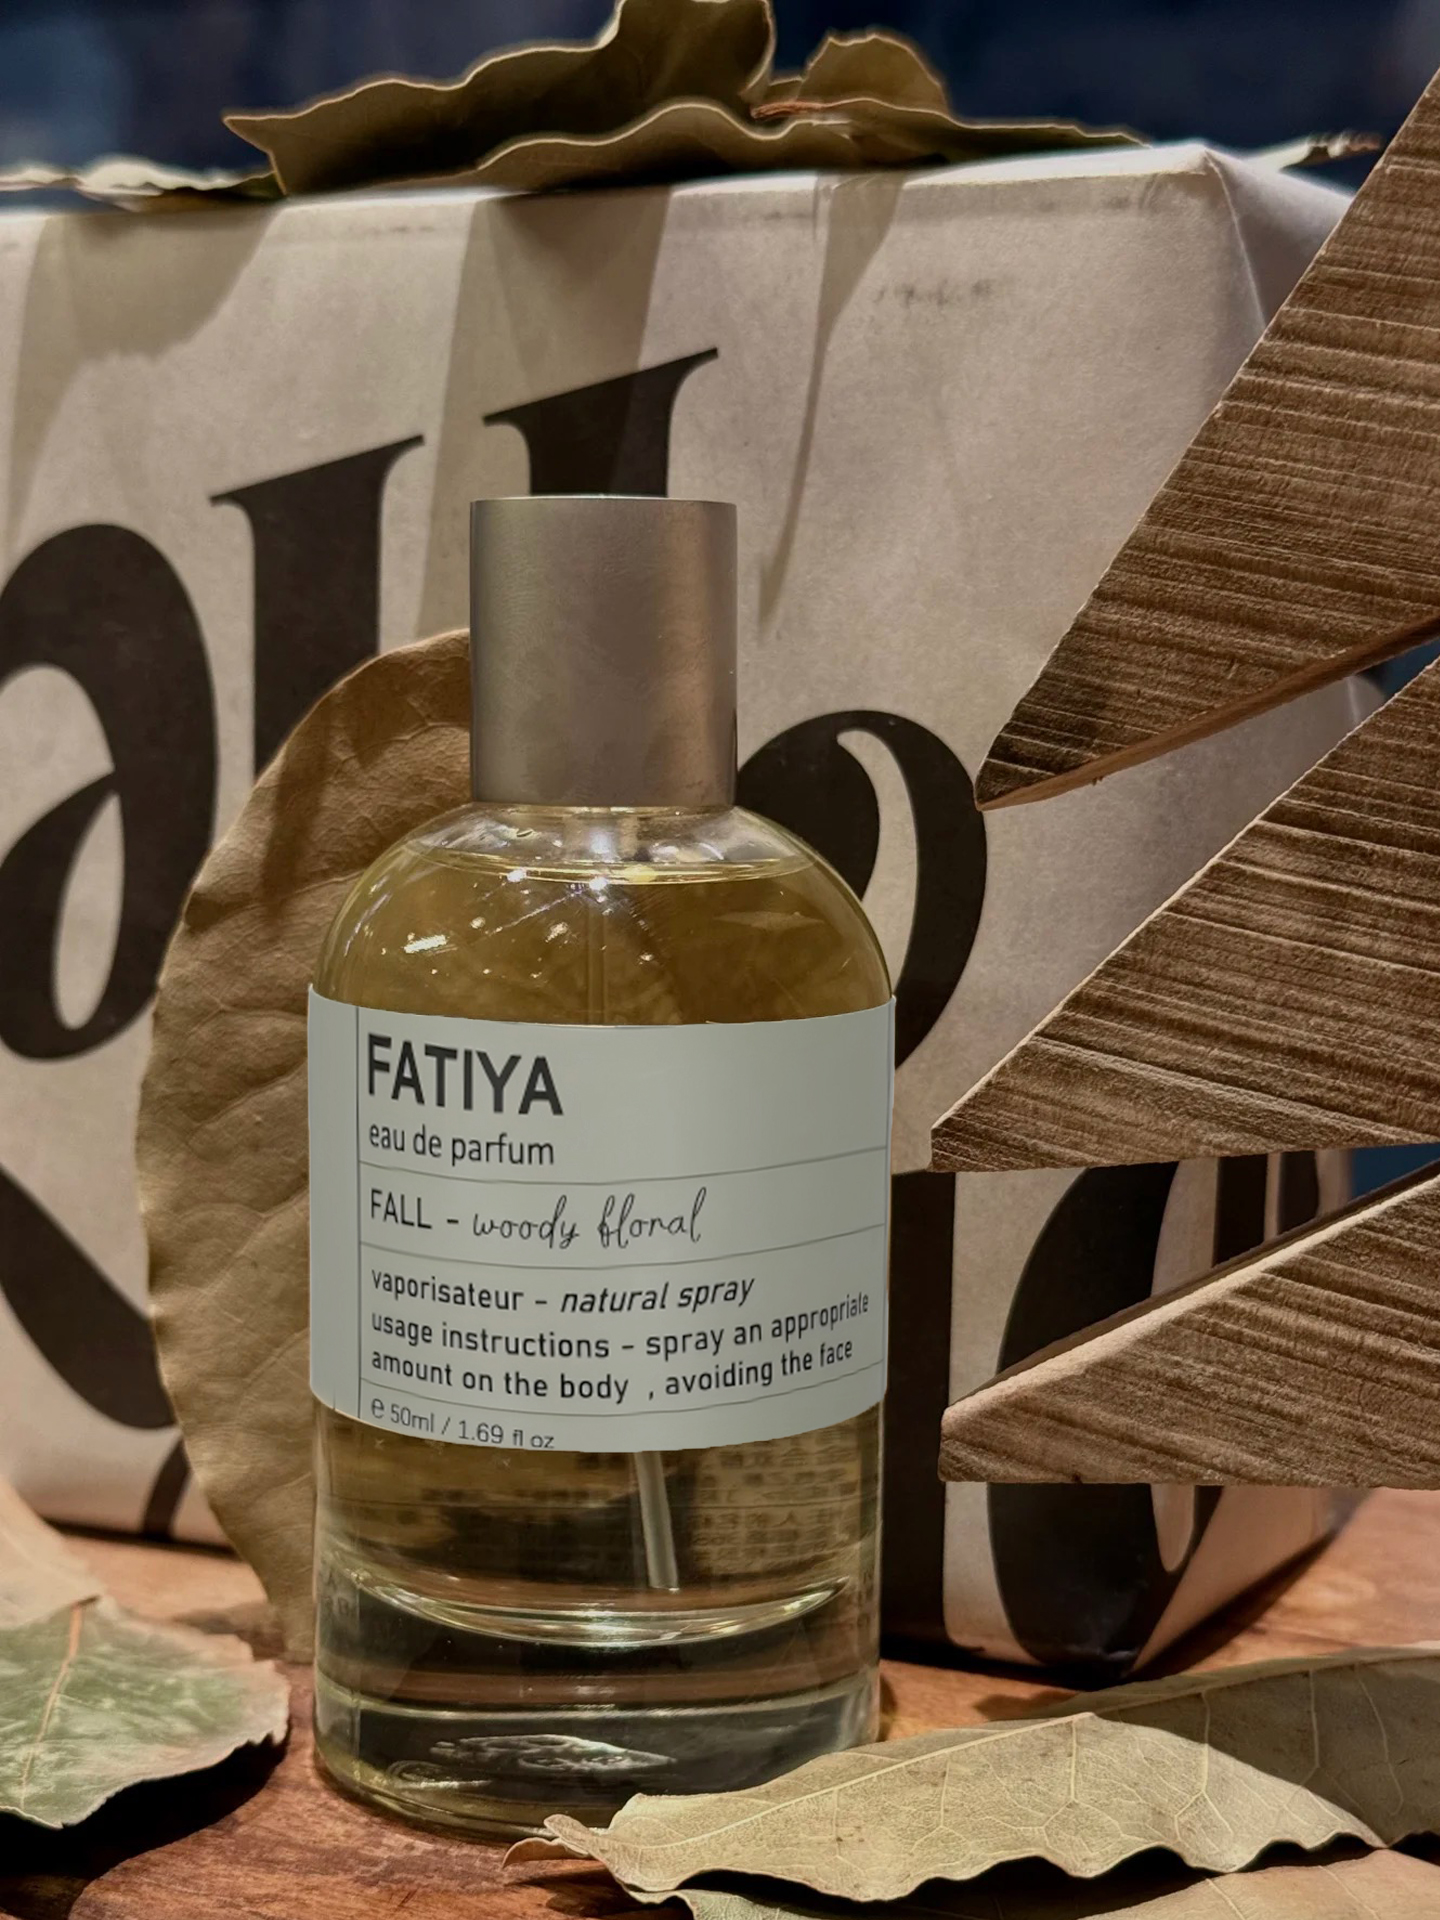 FATIYA
eau de parfum
FALL - woody floral
vaporisateur - natural spray
usage instructions - spray an appropriale
amount on the body , avoiding the face
e 50ml / 1.69 fl oz